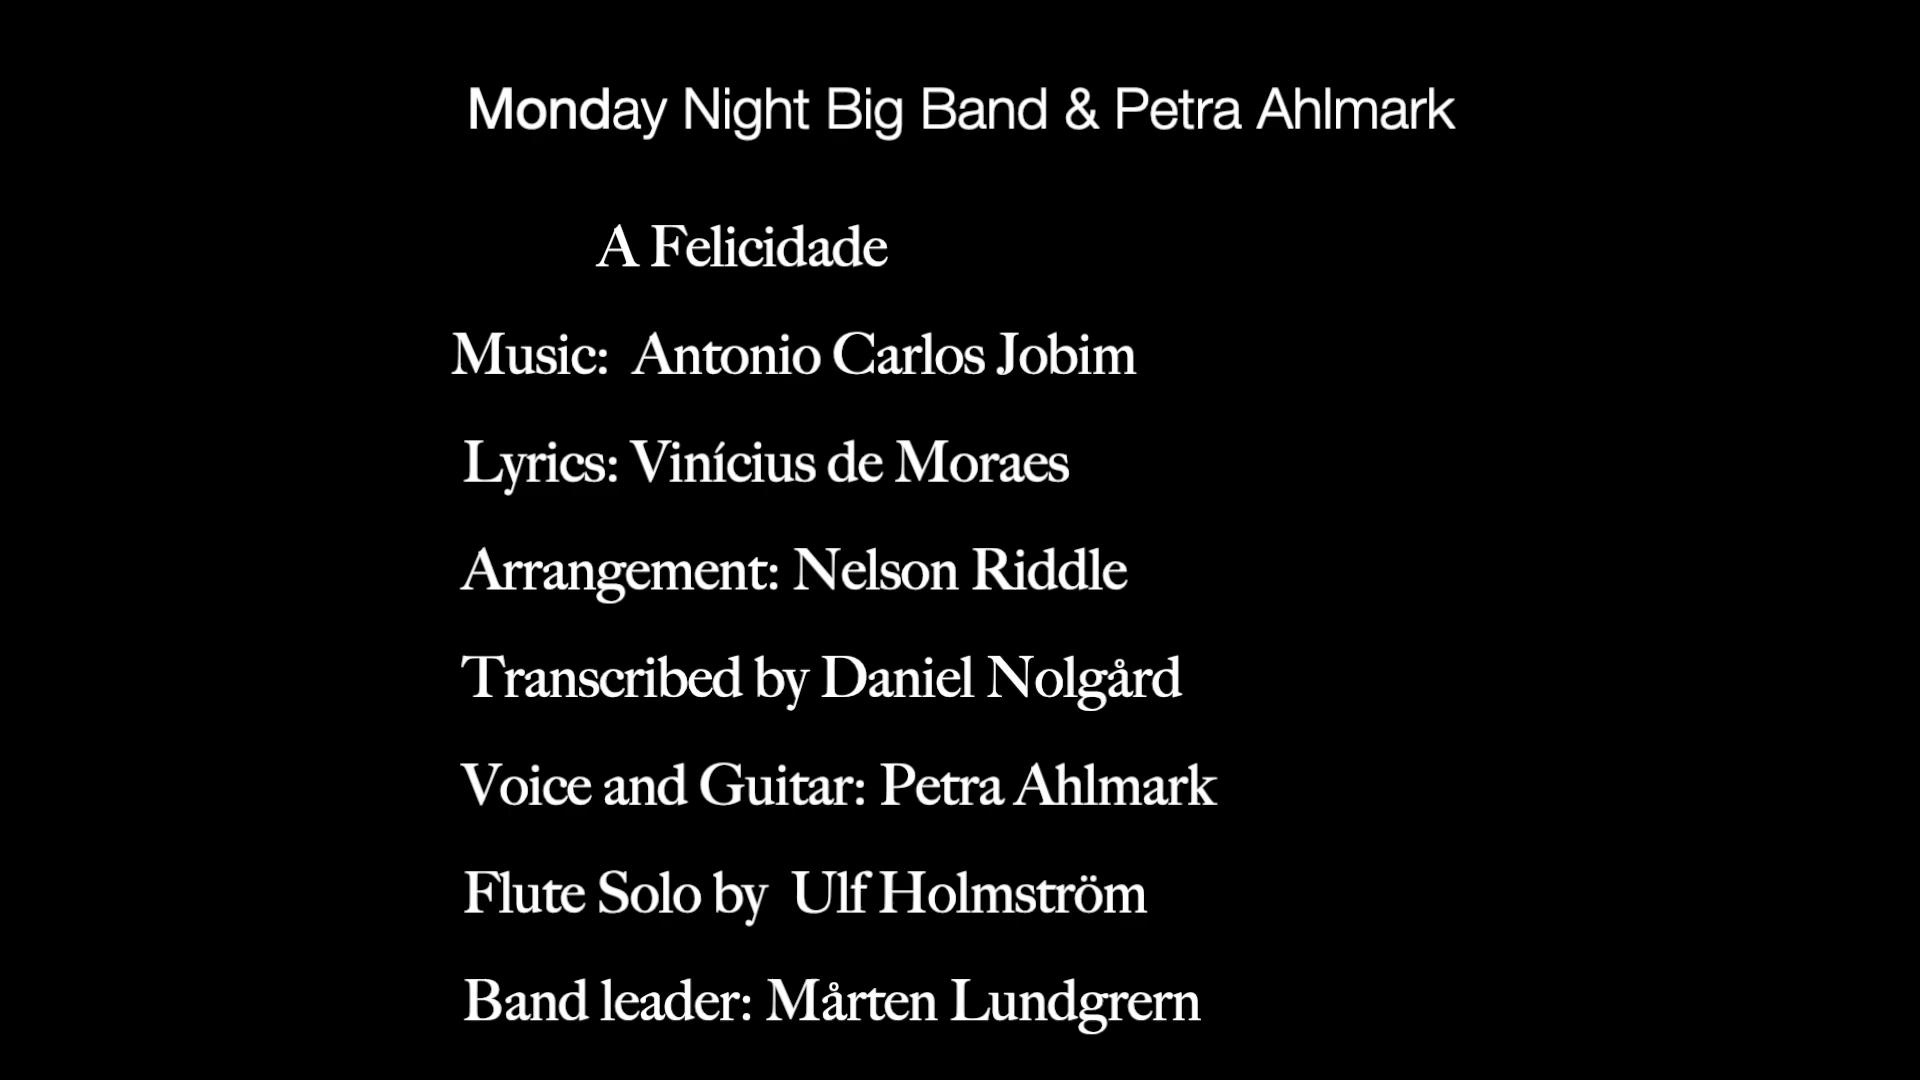 Monday Night Big Band & Petra Ahlmark
A Felicidade
Music: Antonio Carlos Jobim
Lyrics: Vinícius de Moraes
Arrangement: Nelson Riddle
Transcribed by Daniel Nolgård
Voice and Guitar: Petra Ahlmark
Flute Solo by Ulf Holmström
Band leader: Mårten Lundgrern